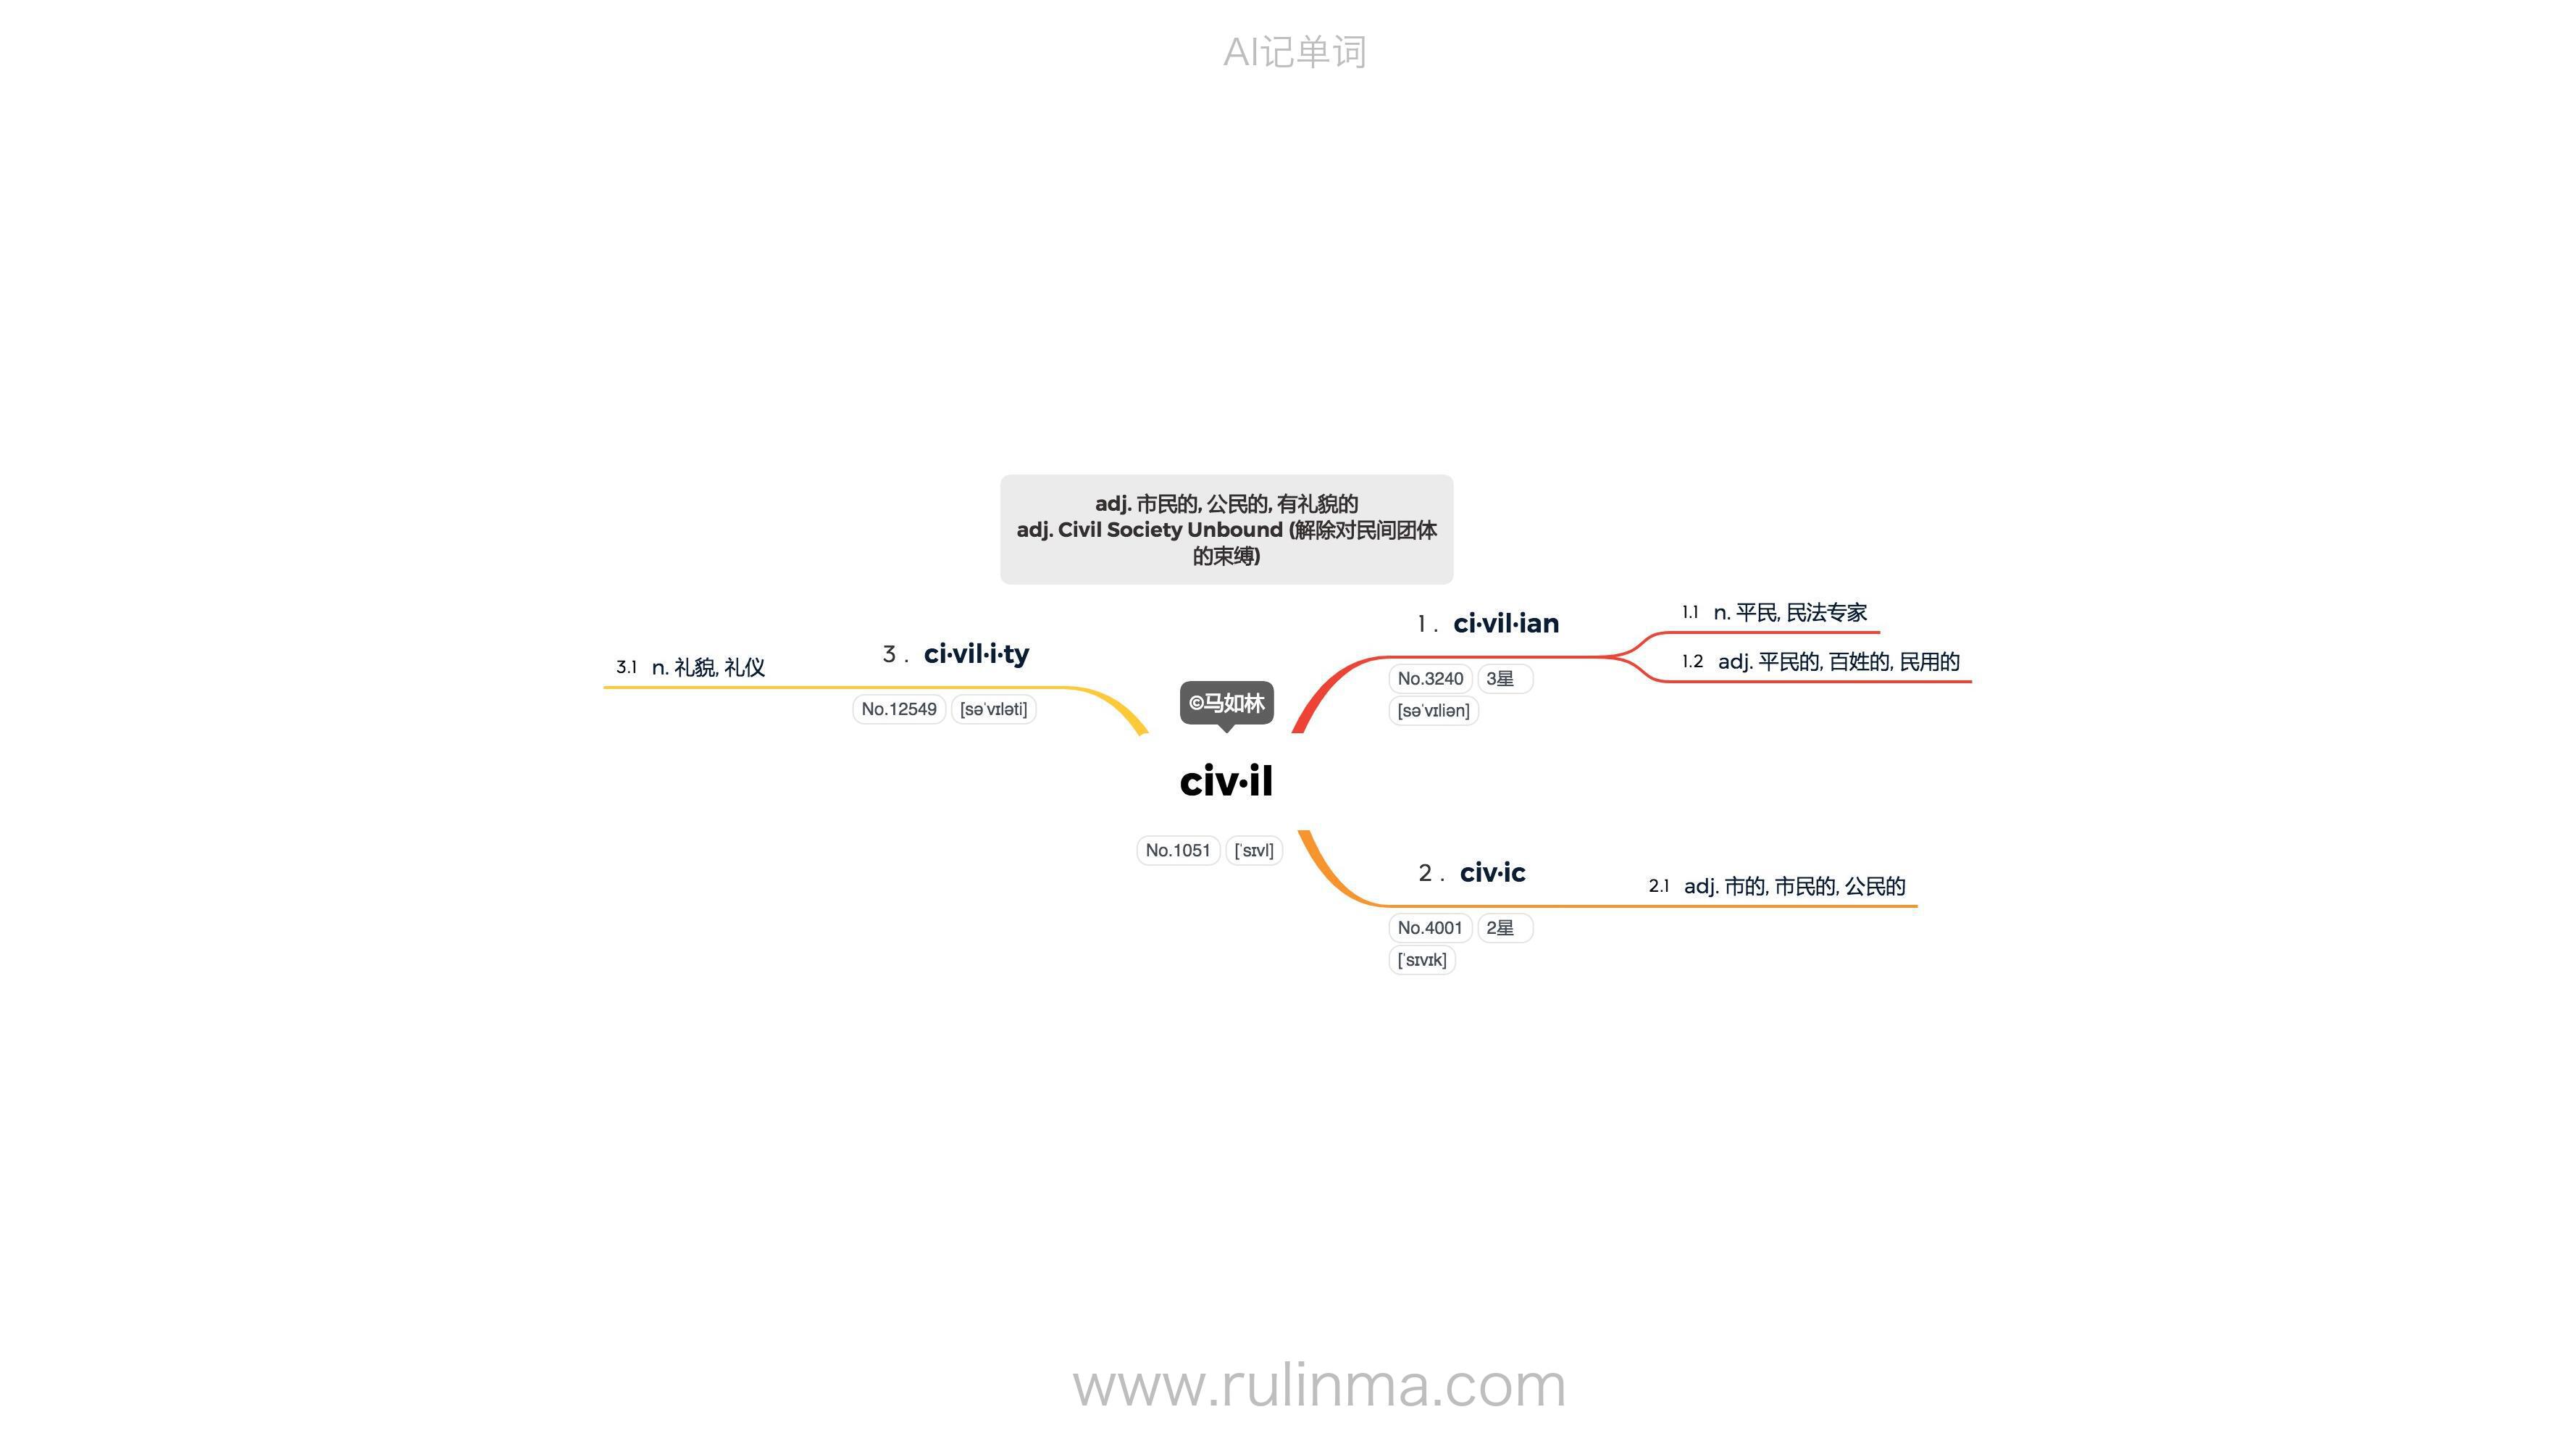 AI记单词
adj. 市民的, 公民的, 有礼貌的
adj. Civil Society Unbound (解除对民间团体
的束缚)
©马如林
civ·il
No.1051 [ˈsɪvl]
1 . ci·vil·ian
No.3240 3星
[səˈvɪliən]
1.1 n. 平民, 民法专家
1.2 adj. 平民的, 百姓的, 民用的
2 . civ·ic
No.4001 2星
[ˈsɪvɪk]
2.1 adj. 市的, 市民的, 公民的
3 . ci·vil·i·ty
No.12549 [səˈvɪləti]
3.1 n. 礼貌, 礼仪
www.rulinma.com